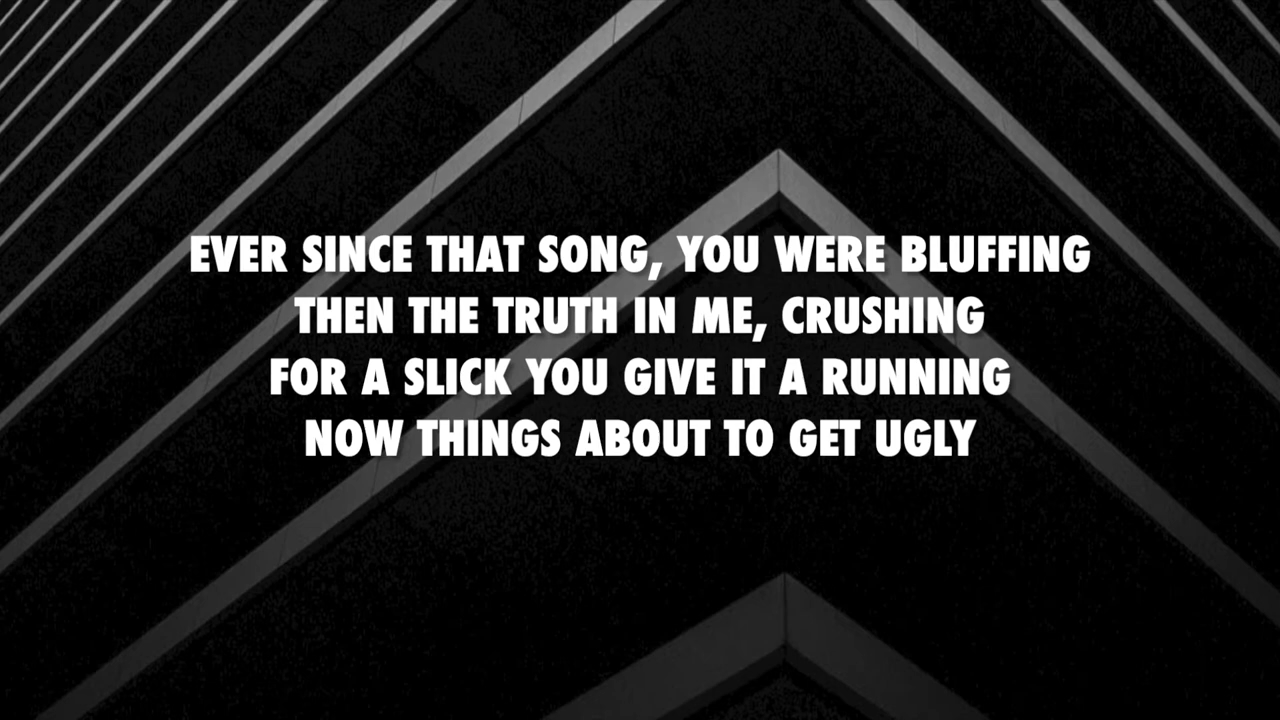 EVER SINCE THAT SONG, YOU WERE BLUFFING
THEN THE TRUTH IN ME, CRUSHING
FOR A SLICK YOU GIVE IT A RUNNING
NOW THINGS ABOUT TO GET UGLY